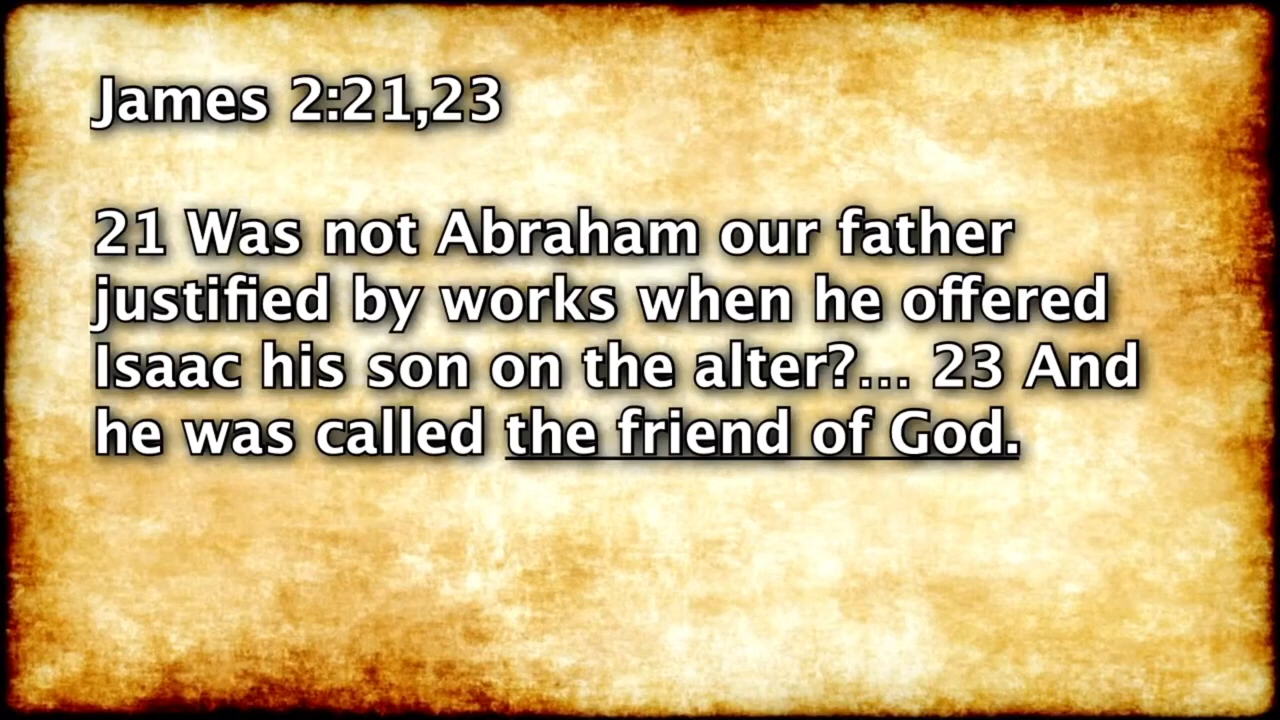 James 2:21,23
21 Was not Abraham our father
justified by works when he offered
Isaac his son on the alter?... 23 And
he was called the friend of God.